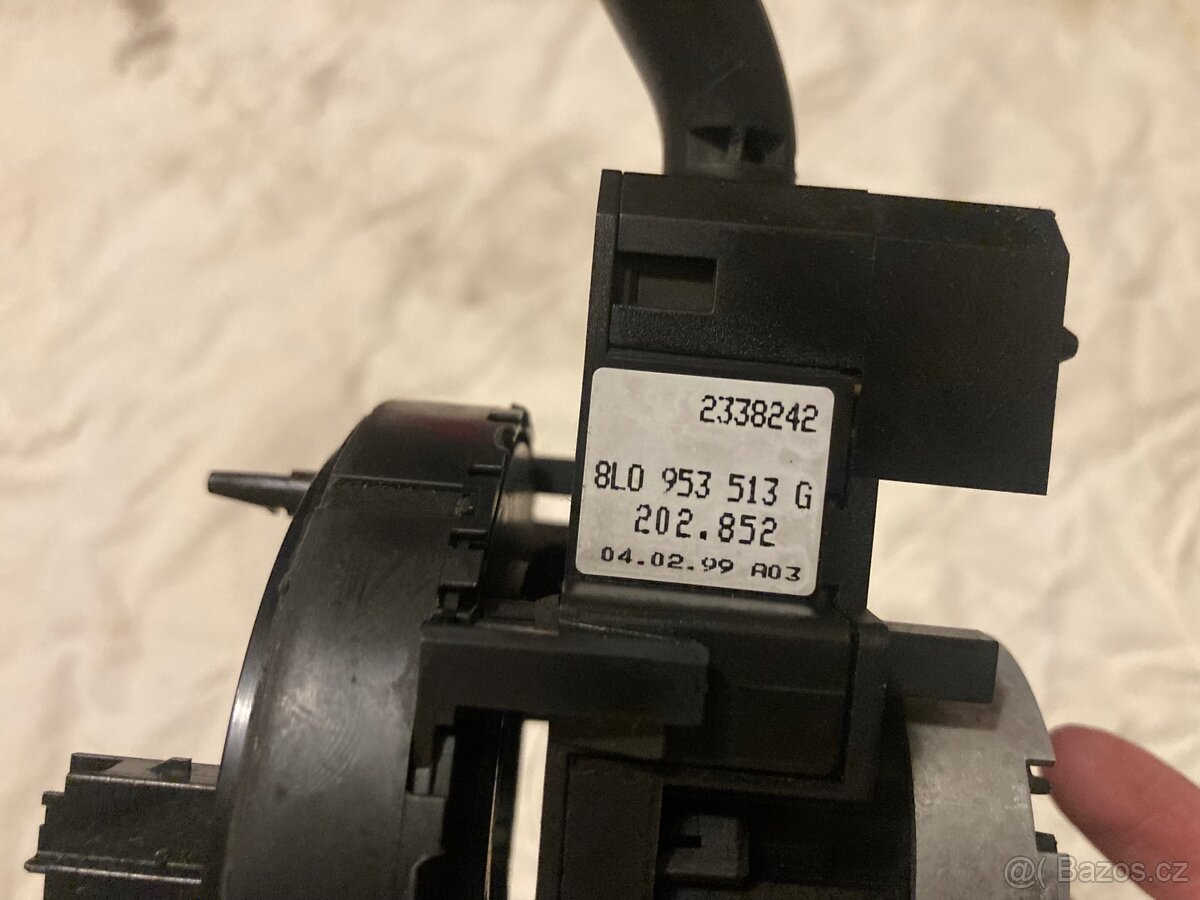 2338242
8L0 953 513 G
202.852
04.02.99 A03
@( Bazos.cz